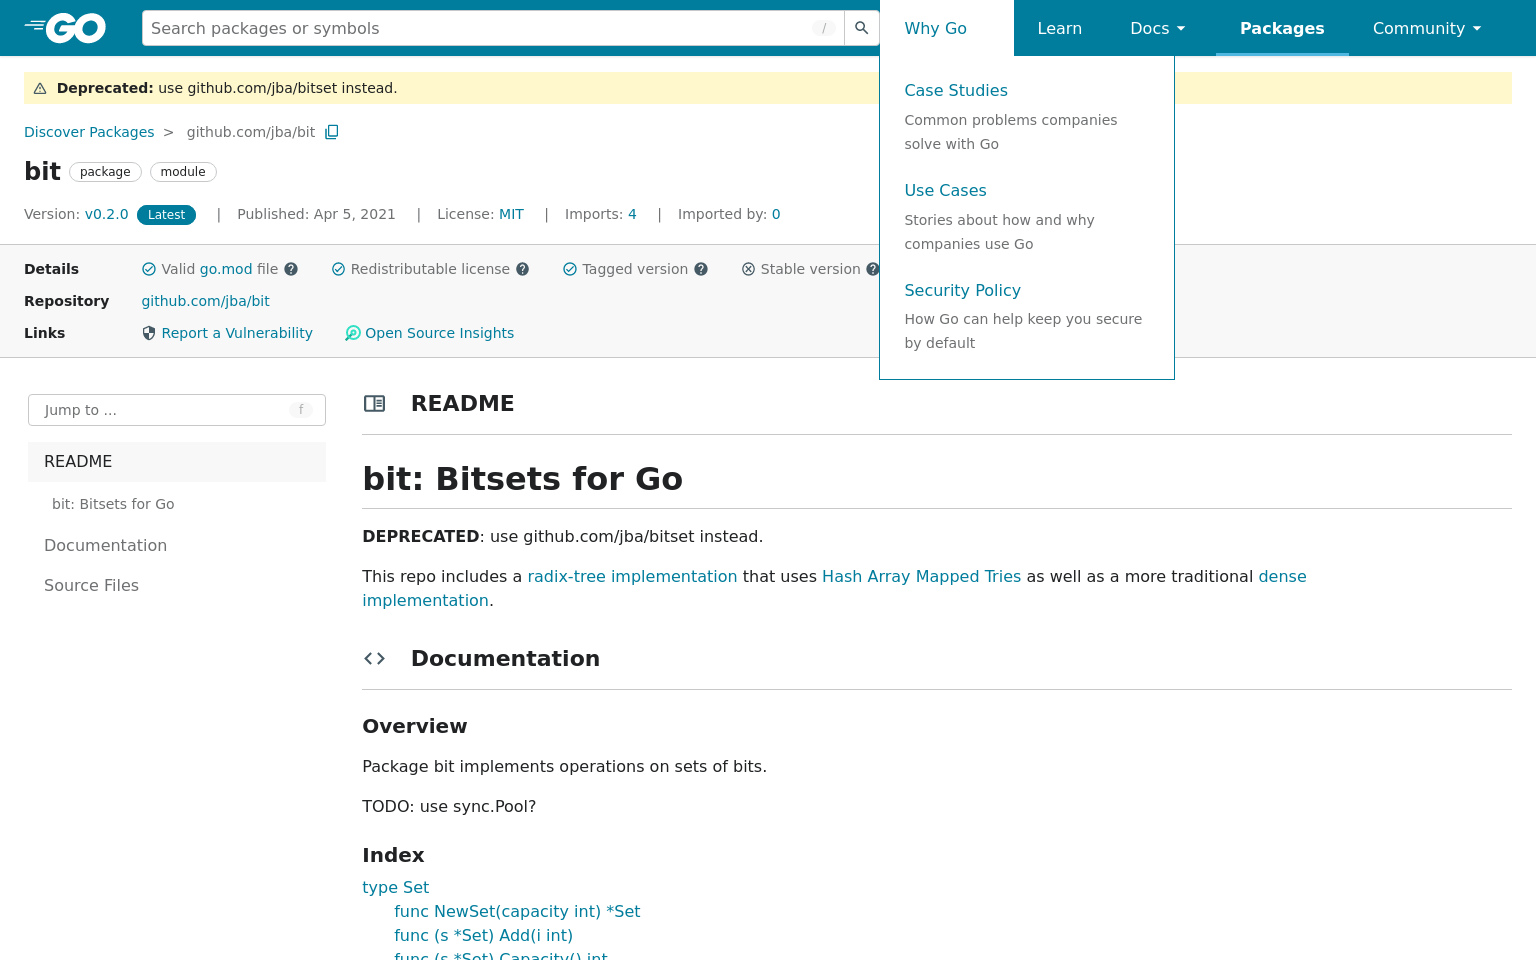 GO
Search packages or symbols /
Why Go
Learn
Docs
Packages
Community
Case Studies
Common problems companies
solve with Go
Use Cases
Stories about how and why
companies use Go
Security Policy
How Go can help keep you secure
by default
Deprecated: use github.com/jba/bitset instead.
Discover Packages > github.com/jba/bit
bit package module
Version: v0.2.0 Latest | Published: Apr 5, 2021 | License: MIT | Imports: 4 | Imported by: 0
Details Valid go.mod file Redistributable license Tagged version Stable version
Repository github.com/jba/bit
Links Report a Vulnerability Open Source Insights
Jump to ... f
README
bit: Bitsets for Go
Documentation
Source Files
README
bit: Bitsets for Go
DEPRECATED: use github.com/jba/bitset instead.
This repo includes a radix-tree implementation that uses Hash Array Mapped Tries as well as a more traditional dense
implementation.
Documentation
Overview
Package bit implements operations on sets of bits.
TODO: use sync.Pool?
Index
type Set
func NewSet(capacity int) *Set
func (s *Set) Add(i int)
func (s *Set) Capacity() int